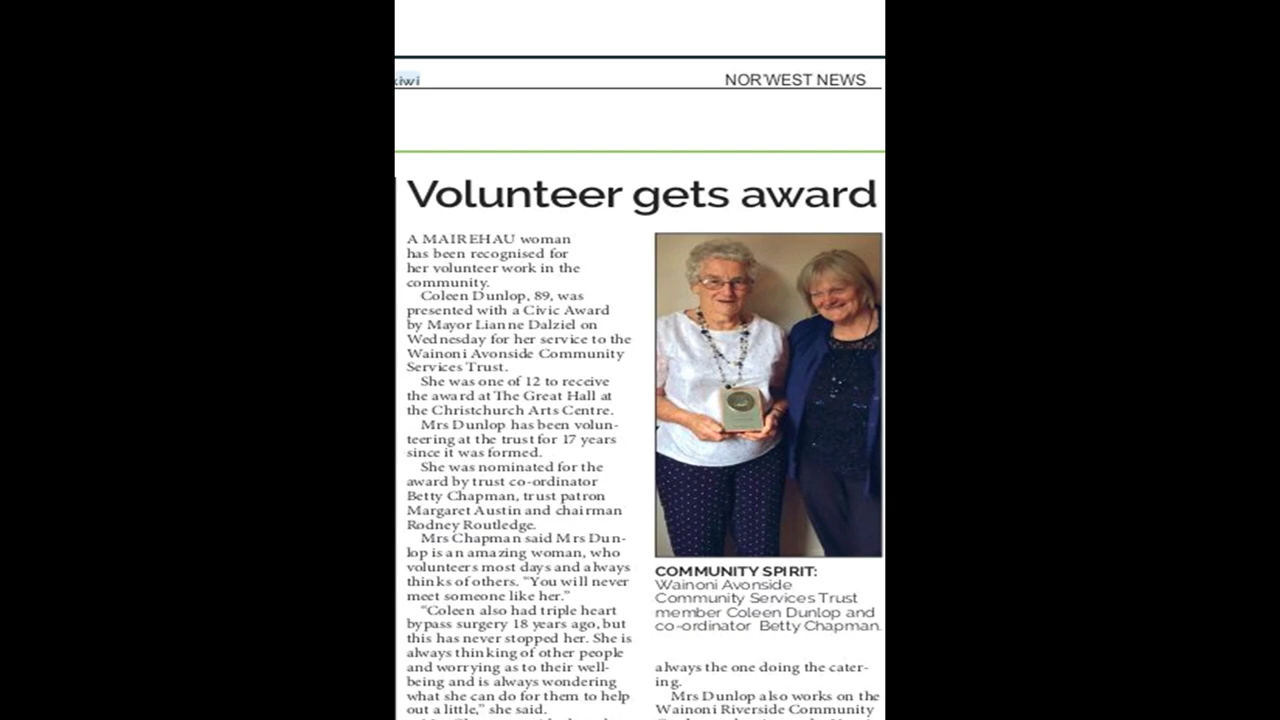 kiwi
NOR'WEST NEWS
Volunteer gets award
A MAIREHAU woman
has been recognised for
her volunteer work in the
community.
Coleen Dunlop, 89, was
presented with a Civic Award
by Mayor Lianne Dalziel on
Wednesday for her service to the
Wainoni Avonside Community
Services Trust.
She was one of 12 to receive
the award at The Great Hall at
the Christchurch Arts Centre.
Mrs Dunlop has been volun-
teering at the trust for 17 years
since it was formed.
She was nominated for the
award by trust co-ordinator
Betty Chapman, trust patron
Margaret Austin and chairman
Rodney Routledge.
Mrs Chapman said Mrs Dun-
lop is an amazing woman, who
volunteers most days and always
thinks of others. “You will never
meet someone like her.”
“Coleen also had triple heart
bypass surgery 18 years ago, but
this has never stopped her. She is
always thinking of other people
and worrying as to their well-
being and is always wondering
what she can do for them to help
out a little,” she said.
COMMUNITY SPIRIT:
Wainoni Avonside
Community Services Trust
member Coleen Dunlop and
co-ordinator Betty Chapman.
always the one doing the cater-
ing.
Mrs Dunlop also works on the
Wainoni Riverside Community